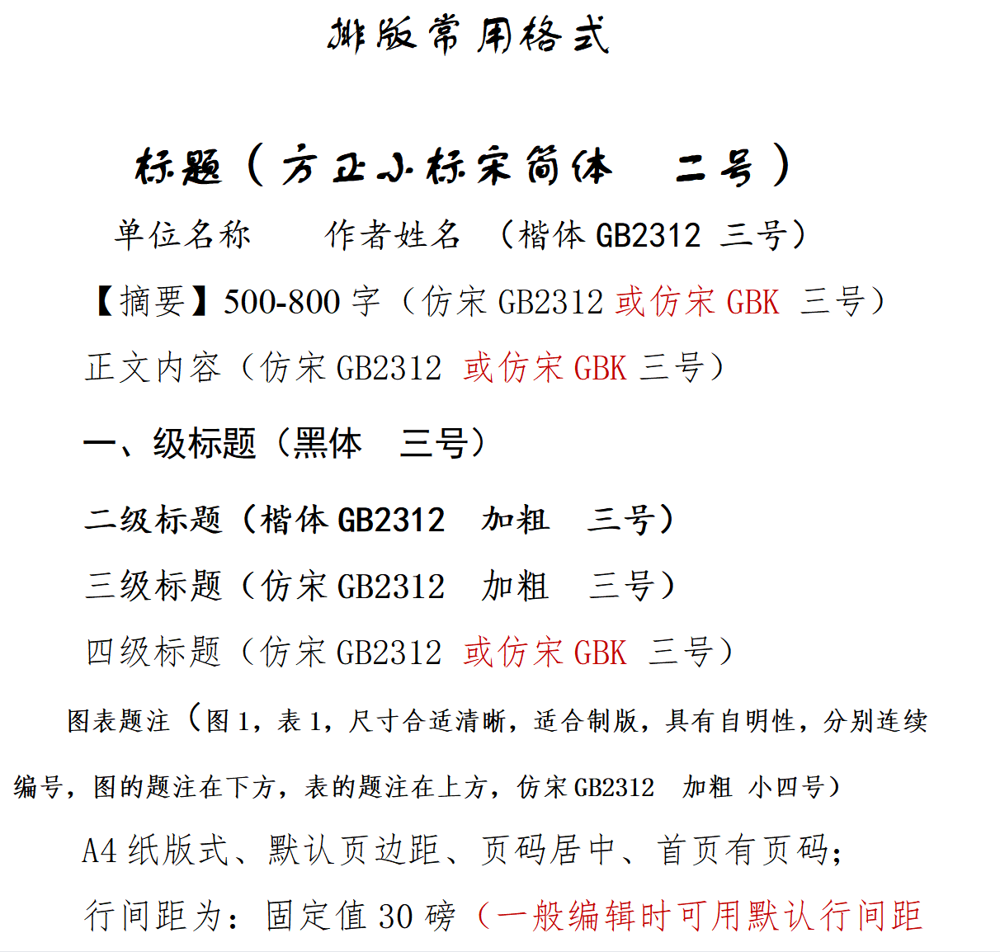 排版常用格式
标题（方正小标宋简体　二号）
单位名称　　作者姓名 （楷体 GB2312 三号）
【摘要】500-800 字（仿宋 GB2312 或仿宋 GBK 三号）
正文内容（仿宋 GB2312 或仿宋 GBK 三号）
一、级标题（黑体　三号）
二级标题（楷体 GB2312　加粗　三号）
三级标题（仿宋 GB2312　加粗　三号）
四级标题（仿宋 GB2312 或仿宋 GBK 三号）
图表题注（图 1，表 1，尺寸合适清晰，适合制版，具有自明性，分别连续
编号，图的题注在下方，表的题注在上方，仿宋 GB2312　加粗 小四号）
A4 纸版式、默认页边距、页码居中、首页有页码；
行间距为：固定值 30 磅（一般编辑时可用默认行间距